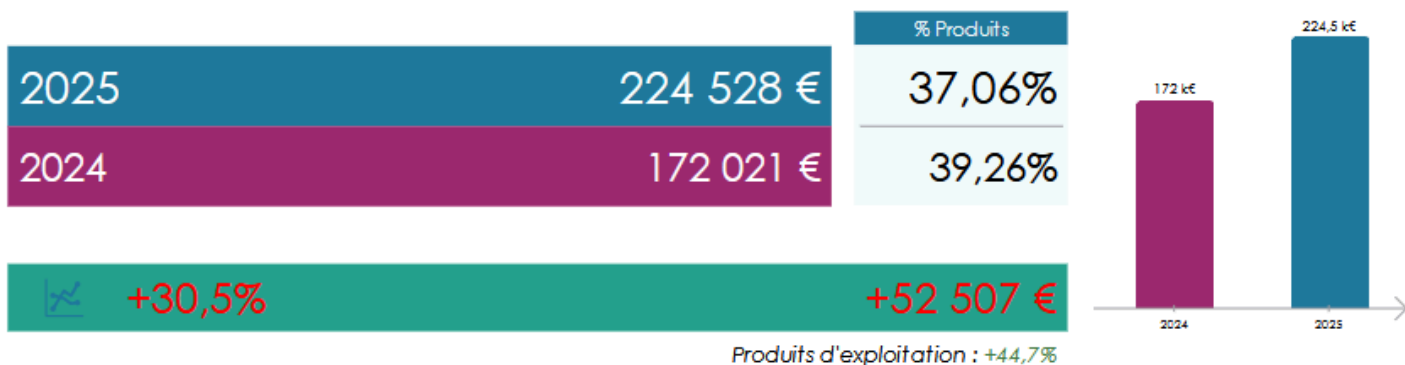 % Produits
2025 224 528 € 37,06%
2024 172 021 € 39,26%
+30,5% +52 507 €
Produits d'exploitation : +44,7%
224,5 k€
172 k€
2024 2025